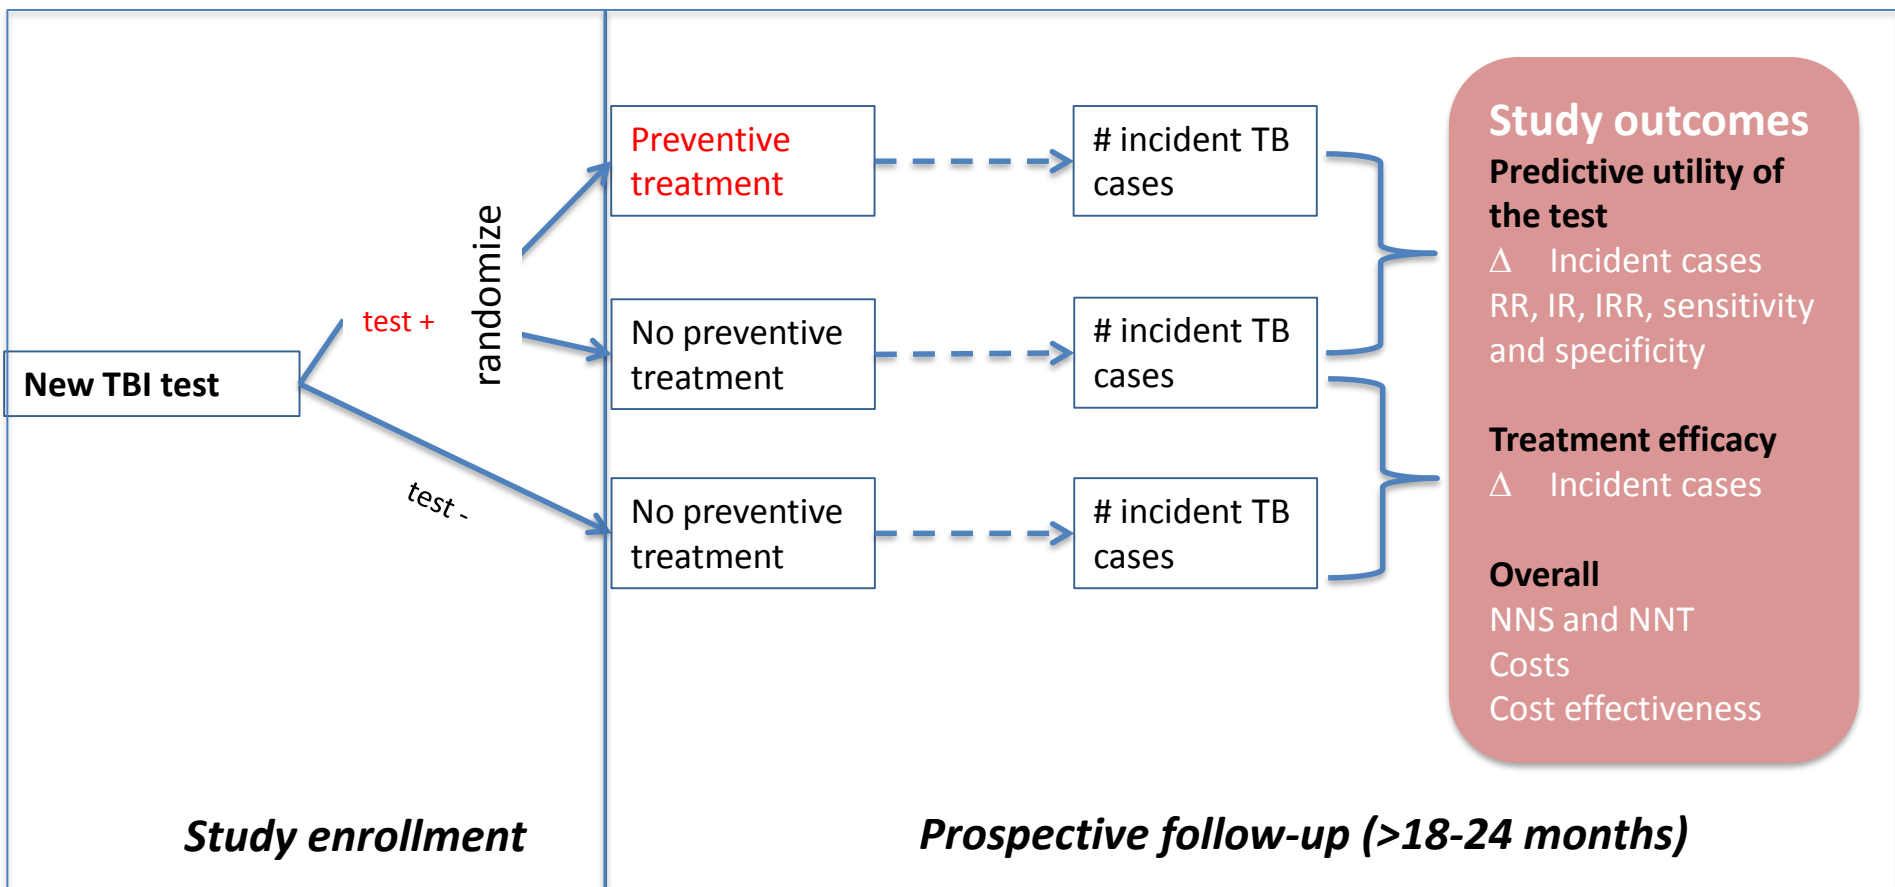 New TBI test
test +
test -
randomize
Preventive
treatment
No preventive
treatment
No preventive
treatment
# incident TB
cases
# incident TB
cases
# incident TB
cases
Study outcomes
Predictive utility of
the test
Δ Incident cases
RR, IR, IRR, sensitivity
and specificity
Treatment efficacy
Δ Incident cases
Overall
NNS and NNT
Costs
Cost effectiveness
Study enrollment
Prospective follow-up (>18-24 months)